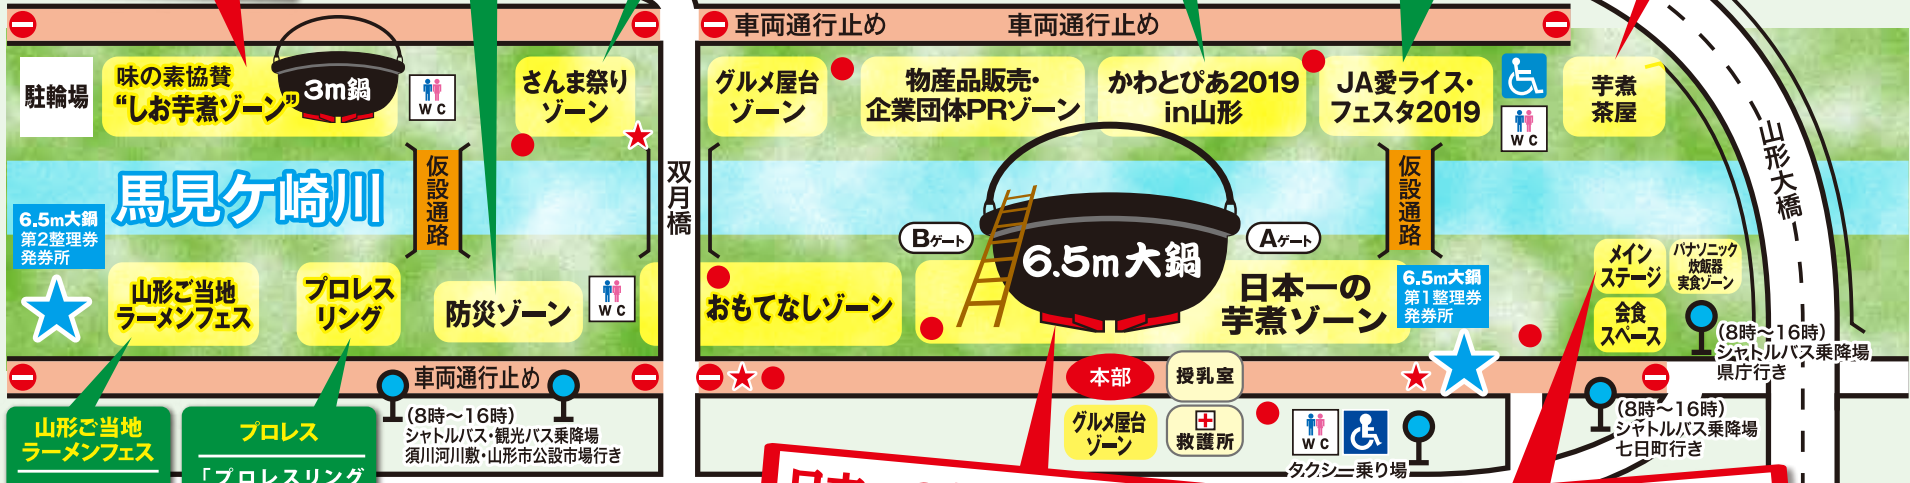 車両通行止め
車両通行止め
駐輪場
味の素協賛
“しお芋煮ゾーン”
3m鍋
WC
さんま祭り
ゾーン
グルメ屋台
ゾーン
物産品販売・
企業団体PRゾーン
かわとぴあ2019
in山形
JA愛ライス・
フェスタ2019
WC
芋煮
茶屋
馬見ケ崎川
仮設通路
双月橋
仮設通路
山形大橋
6.5m大鍋
第2整理券
発券所
山形ご当地
ラーメンフェス
プロレス
リング
防災ゾーン
WC
おもてなしゾーン
Bゲート
6.5m大鍋
Aゲート
日本一の
芋煮ゾーン
6.5m大鍋
第1整理券
発券所
メイン
ステージ
パナソニック
炊飯器
実食ゾーン
会食
スペース
(8時〜16時)
シャトルバス乗降場
県庁行き
車両通行止め
(8時〜16時)
シャトルバス・観光バス乗降場
須川河川敷・山形市公設市場行き
本部
授乳室
グルメ屋台
ゾーン
救護所
WC
タクシー乗り場
(8時〜16時)
シャトルバス乗降場
七日町行き
山形ご当地
ラーメンフェス
プロレス
「プロレスリング